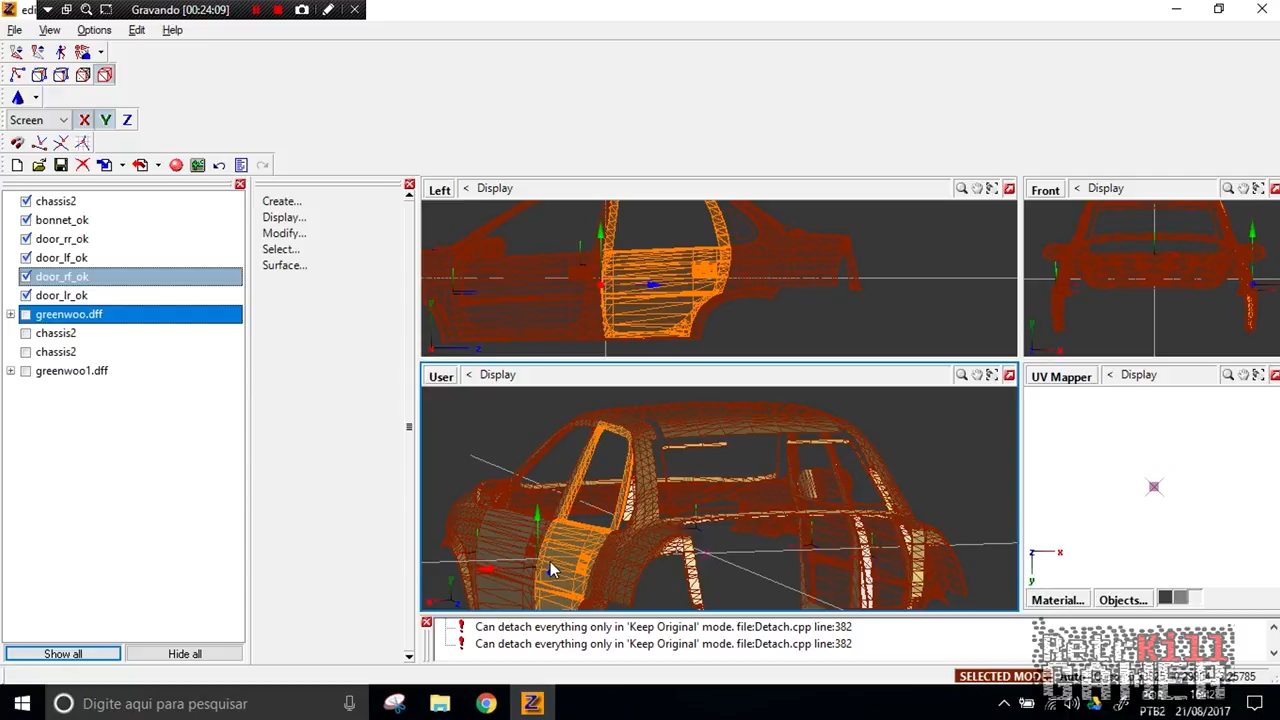 edi
Gravando [00:24:09]
File View Options Edit Help
Screen X Y Z
chassis2
bonnet_ok
door_rr_ok
door_lf_ok
door_rf_ok
door_lr_ok
greenwoo.dff
chassis2
chassis2
greenwoo1.dff
Show all Hide all
Create...
Display...
Modify...
Select...
Surface...
Left < Display
Front < Display
User < Display
UV Mapper < Display
Material... Objects...
Can detach everything only in 'Keep Original' mode. file:Detach.cpp line:382
Can detach everything only in 'Keep Original' mode. file:Detach.cpp line:382
SELECTED MOD
Digite aqui para pesquisar
PTB2 21/08/2017